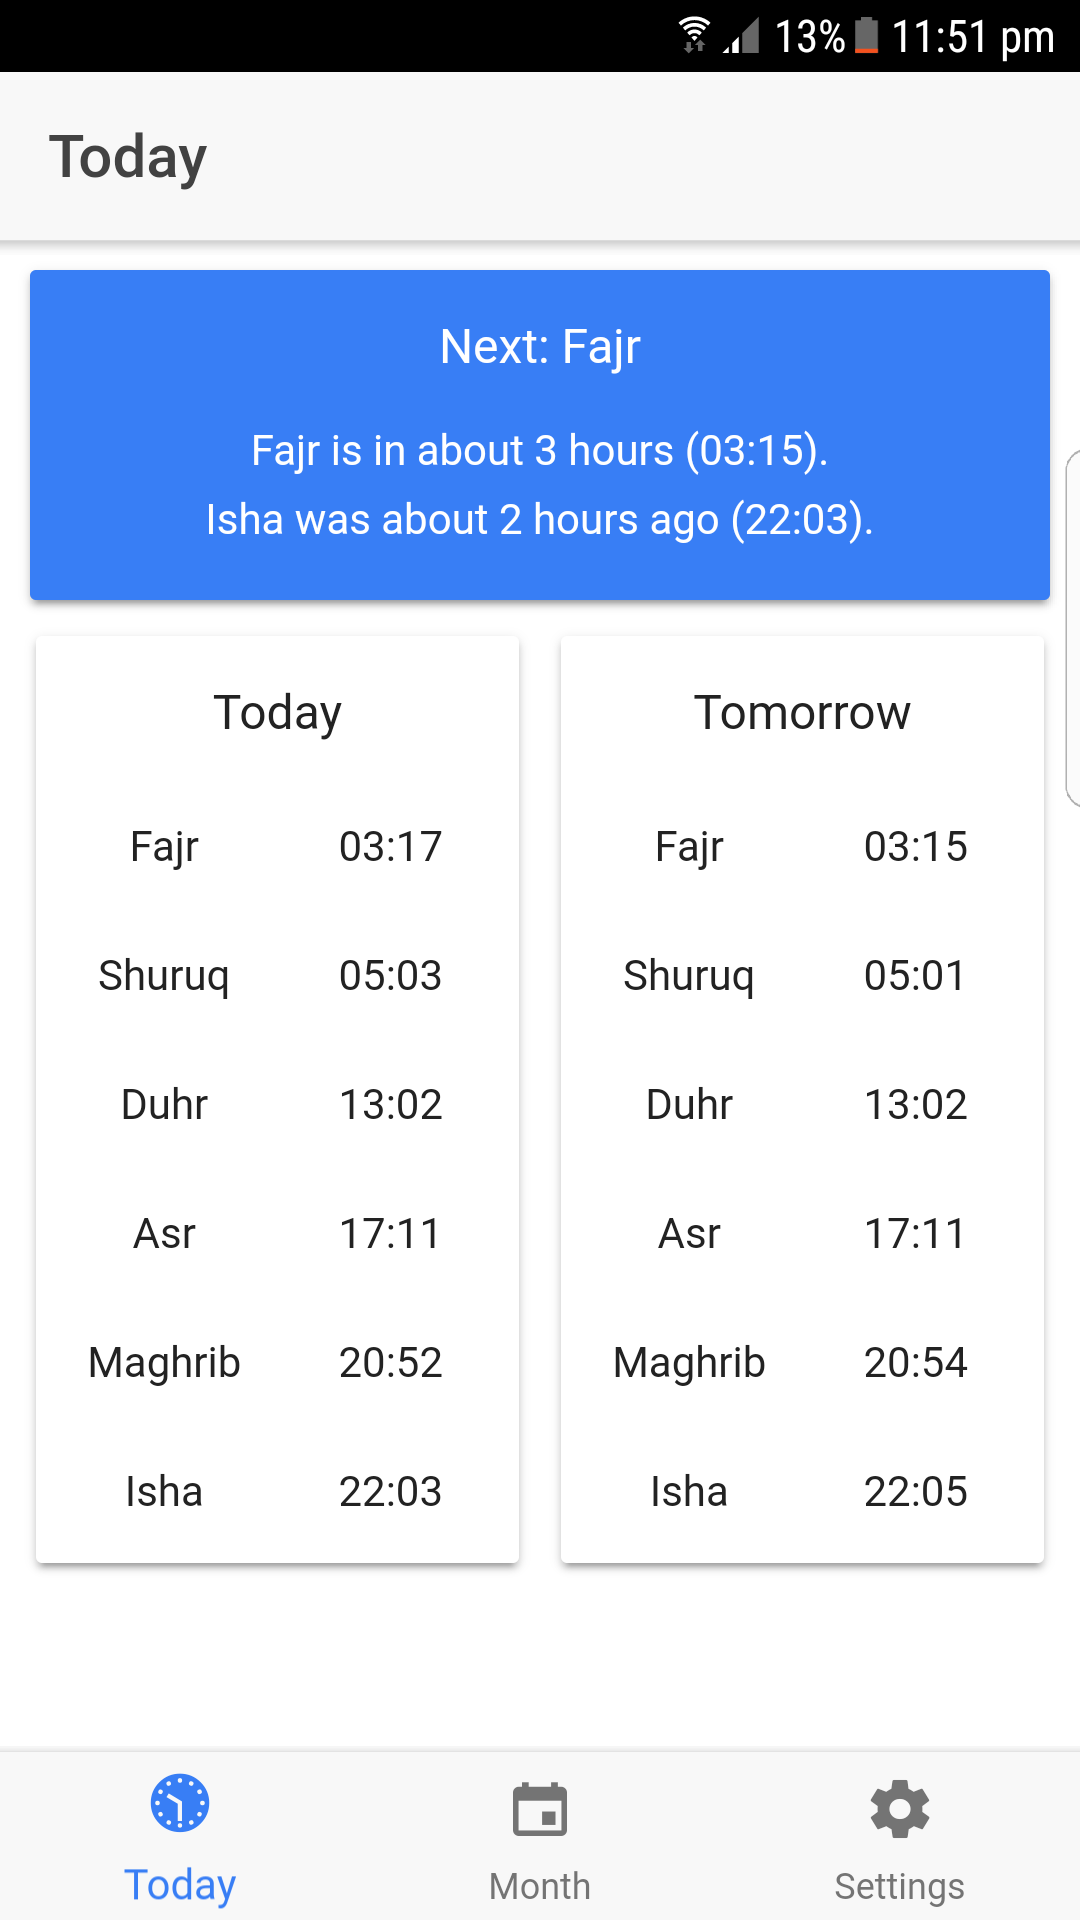 13% 11:51 pm
Today
Next: Fajr
Fajr is in about 3 hours (03:15).
Isha was about 2 hours ago (22:03).
Today
Fajr 03:17
Shuruq 05:03
Duhr 13:02
Asr 17:11
Maghrib 20:52
Isha 22:03
Tomorrow
Fajr 03:15
Shuruq 05:01
Duhr 13:02
Asr 17:11
Maghrib 20:54
Isha 22:05
Today
Month
Settings